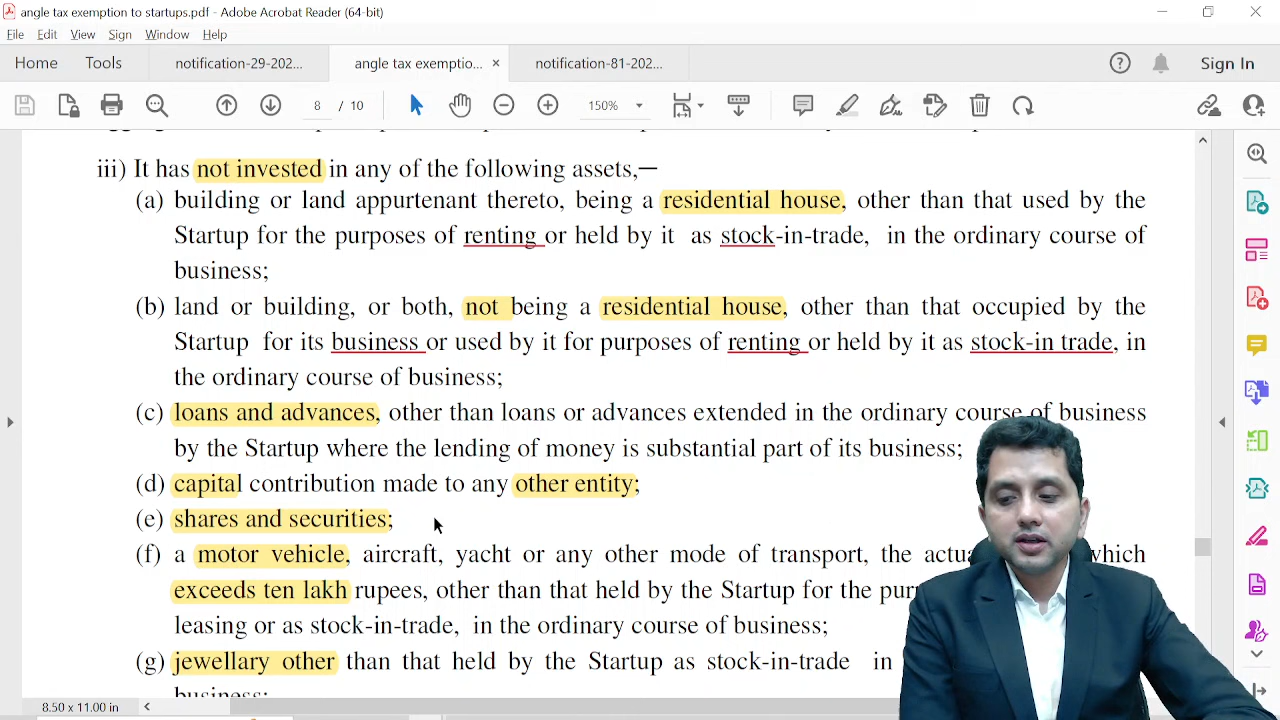 angle tax exemption to startups.pdf - Adobe Acrobat Reader (64-bit)
File Edit View Sign Window Help
Home Tools notification-29-202... angle tax exemptio... × notification-81-202... Sign In
8 / 10 150%
iii) It has not invested in any of the following assets,—
(a) building or land appurtenant thereto, being a residential house, other than that used by the
Startup for the purposes of renting or held by it as stock-in-trade, in the ordinary course of
business;
(b) land or building, or both, not being a residential house, other than that occupied by the
Startup for its business or used by it for purposes of renting or held by it as stock-in trade, in
the ordinary course of business;
(c) loans and advances, other than loans or advances extended in the ordinary course of business
by the Startup where the lending of money is substantial part of its business;
(d) capital contribution made to any other entity;
(e) shares and securities;
(f) a motor vehicle, aircraft, yacht or any other mode of transport, the which
exceeds ten lakh rupees, other than that held by the Startup for the
leasing or as stock-in-trade, in the ordinary course of business;
(g) jewellary other than that held by the Startup as stock-in-trade in
business;
8.50 x 11.00 in